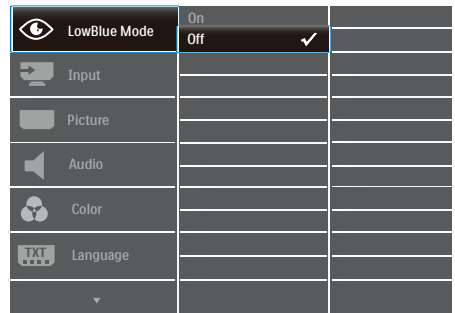 LowBlue Mode
On
Off
Input
Picture
Audio
Color
TXT
Language